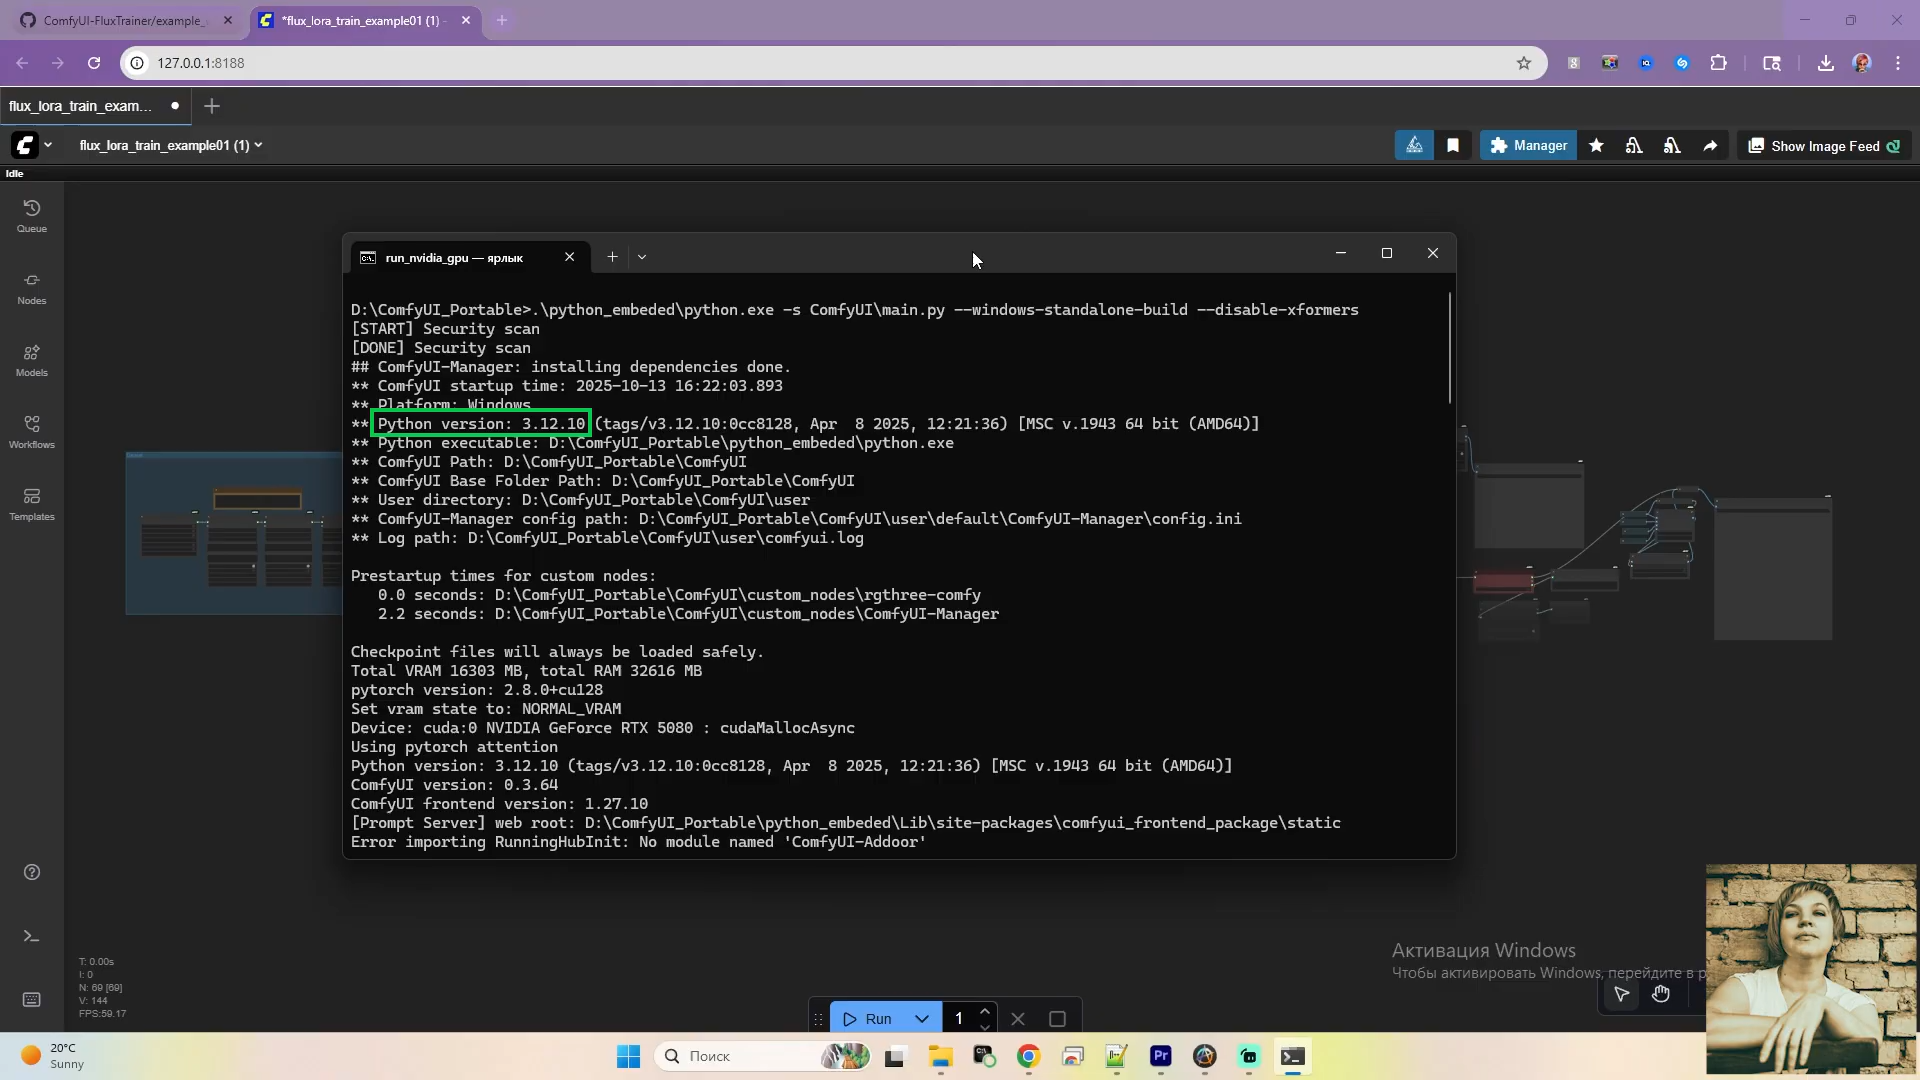 ComfyUI-FluxTrainer/example_
*flux_lora_train_example01 (1) -
127.0.0.1:8188
flux_lora_train_exam...
flux_lora_train_example01 (1)
Manager
Show Image Feed
Idle
Queue
Nodes
Models
Workflows
Templates
run_nvidia_gpu — ярлык
D:\ComfyUI_Portable>.\python_embeded\python.exe -s ComfyUI\main.py --windows-standalone-build --disable-xformers
[START] Security scan
[DONE] Security scan
## ComfyUI-Manager: installing dependencies done.
** ComfyUI startup time: 2025-10-13 16:22:03.893
** Platform: Windows
** Python version: 3.12.10 (tags/v3.12.10:0cc8128, Apr  8 2025, 12:21:36) [MSC v.1943 64 bit (AMD64)]
** Python executable: D:\ComfyUI_Portable\python_embeded\python.exe
** ComfyUI Path: D:\ComfyUI_Portable\ComfyUI
** ComfyUI Base Folder Path: D:\ComfyUI_Portable\ComfyUI
** User directory: D:\ComfyUI_Portable\ComfyUI\user
** ComfyUI-Manager config path: D:\ComfyUI_Portable\ComfyUI\user\default\ComfyUI-Manager\config.ini
** Log path: D:\ComfyUI_Portable\ComfyUI\user\comfyui.log
Prestartup times for custom nodes:
0.0 seconds: D:\ComfyUI_Portable\ComfyUI\custom_nodes\rgthree-comfy
2.2 seconds: D:\ComfyUI_Portable\ComfyUI\custom_nodes\ComfyUI-Manager
Checkpoint files will always be loaded safely.
Total VRAM 16303 MB, total RAM 32616 MB
pytorch version: 2.8.0+cu128
Set vram state to: NORMAL_VRAM
Device: cuda:0 NVIDIA GeForce RTX 5080 : cudaMallocAsync
Using pytorch attention
Python version: 3.12.10 (tags/v3.12.10:0cc8128, Apr  8 2025, 12:21:36) [MSC v.1943 64 bit (AMD64)]
ComfyUI version: 0.3.64
ComfyUI frontend version: 1.27.10
[Prompt Server] web root: D:\ComfyUI_Portable\python_embeded\Lib\site-packages\comfyui_frontend_package\static
Error importing RunningHubInit: No module named 'ComfyUI-Addoor'
T: 0.00s
I: 0
N: 69 [69]
V: 144
FPS:59.17
Активация Windows
Чтобы активировать Windows, перейдите в р
Run
1
20°C
Sunny
Поиск
Pr